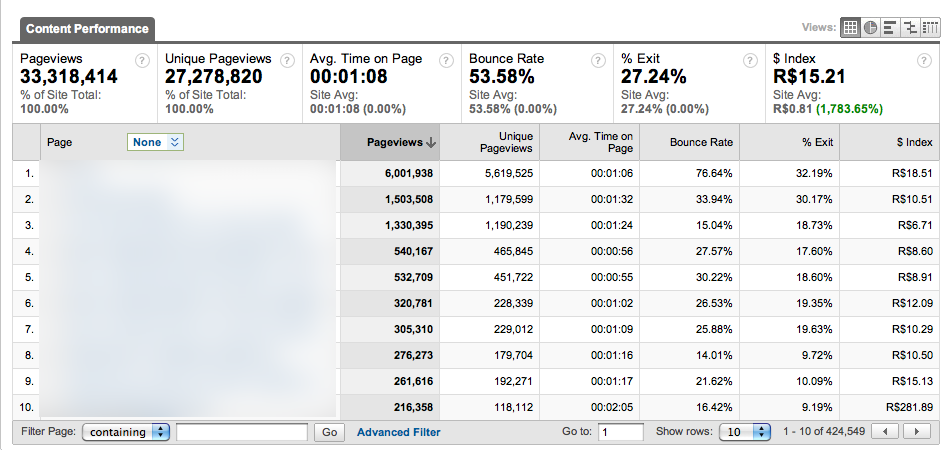 Content Performance
Views:
Pageviews ?
33,318,414
% of Site Total:
100.00%
Unique Pageviews ?
27,278,820
% of Site Total:
100.00%
Avg. Time on Page ?
00:01:08
Site Avg:
00:01:08 (0.00%)
Bounce Rate ?
53.58%
Site Avg:
53.58% (0.00%)
% Exit ?
27.24%
Site Avg:
27.24% (0.00%)
$ Index ?
R$15.21
Site Avg:
R$0.81 (1,783.65%)
Page None Pageviews Unique Pageviews Avg. Time on Page Bounce Rate % Exit $ Index
1. 6,001,938 5,619,525 00:01:06 76.64% 32.19% R$18.51
2. 1,503,508 1,179,599 00:01:32 33.94% 30.17% R$10.51
3. 1,330,395 1,190,239 00:01:24 15.04% 18.73% R$6.71
4. 540,167 465,845 00:00:56 27.57% 17.60% R$8.60
5. 532,709 451,722 00:00:55 30.22% 18.60% R$8.91
6. 320,781 228,339 00:01:02 26.53% 19.35% R$12.09
7. 305,310 229,012 00:01:09 25.88% 19.63% R$10.29
8. 276,273 179,704 00:01:16 14.01% 9.72% R$10.50
9. 261,616 192,271 00:01:17 21.62% 10.09% R$15.13
10. 216,358 118,112 00:02:05 16.42% 9.19% R$281.89
Filter Page: containing Go Advanced Filter Go to: 1 Show rows: 10 1 - 10 of 424,549